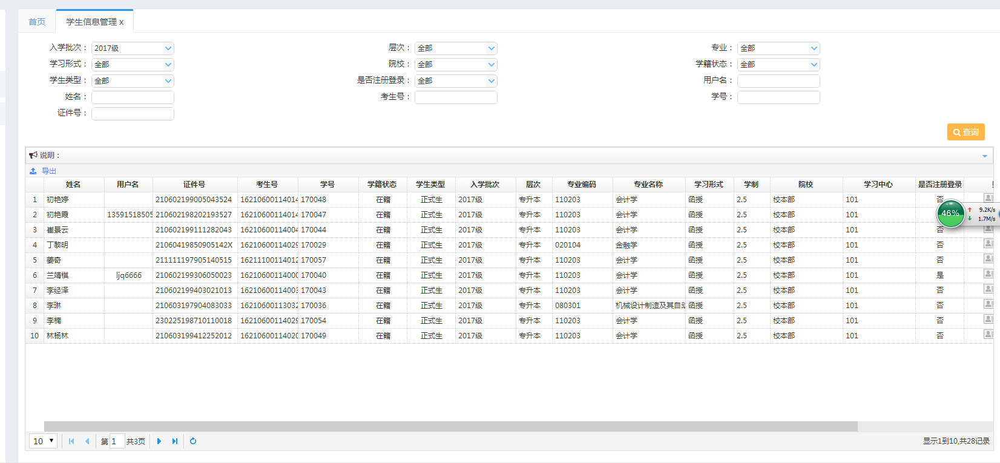 首页 学生信息管理 x
入学批次： 2017级 层次： 全部 专业： 全部
学习形式： 全部 院校： 全部 学籍状态： 全部
学生类型： 全部 是否注册登录： 全部 用户名：
姓名： 考生号： 学号：
证件号：
查询
说明：
导出
姓名 用户名 证件号 考生号 学号 学籍状态 学生类型 入学批次 层次 专业编码 专业名称 学习形式 学制 院校 学习中心 是否注册登录
1 初艳婷 210602199005043524 16210600114014 170048 在籍 正式生 2017级 专升本 110203 会计学 函授 2.5 校本部 101 否
2 初艳霞 13591518505 210602198202193527 16210600114014 170047 在籍 正式生 2017级 专升本 110203 会计学 函授 2.5 校本部 101
46% 9.2K/s
1.7M/s
3 崔景云 210602199111282043 16210600114004 170044 在籍 正式生 2017级 专升本 110203 会计学 函授 2.5 校本部 101 否
4 丁黎明 21060419850905142X 16210600114029 170029 在籍 正式生 2017级 专升本 020104 金融学 函授 2.5 校本部 101 否
5 姜奇 211111197905140515 16211100114012 170057 在籍 正式生 2017级 专升本 110203 会计学 函授 2.5 校本部 101 否
6 兰靖棋 ljq6666 210602199306050023 16210600114000 170040 在籍 正式生 2017级 专升本 110203 会计学 函授 2.5 校本部 101 是
7 李经泽 210602199403021013 16210600114003 170043 在籍 正式生 2017级 专升本 110203 会计学 函授 2.5 校本部 101 否
8 李琳 210603197904083033 16210600113032 170036 在籍 正式生 2017级 专升本 080301 机械设计制造及其自动 函授 2.5 校本部 101 否
9 李楠 230225198710110018 16210600114029 170054 在籍 正式生 2017级 专升本 110203 会计学 函授 2.5 校本部 101 否
10 林杨林 210603199412252012 16210600114020 170049 在籍 正式生 2017级 专升本 110203 会计学 函授 2.5 校本部 101 否
10 第 1 共3页 显示1到10,共28记录